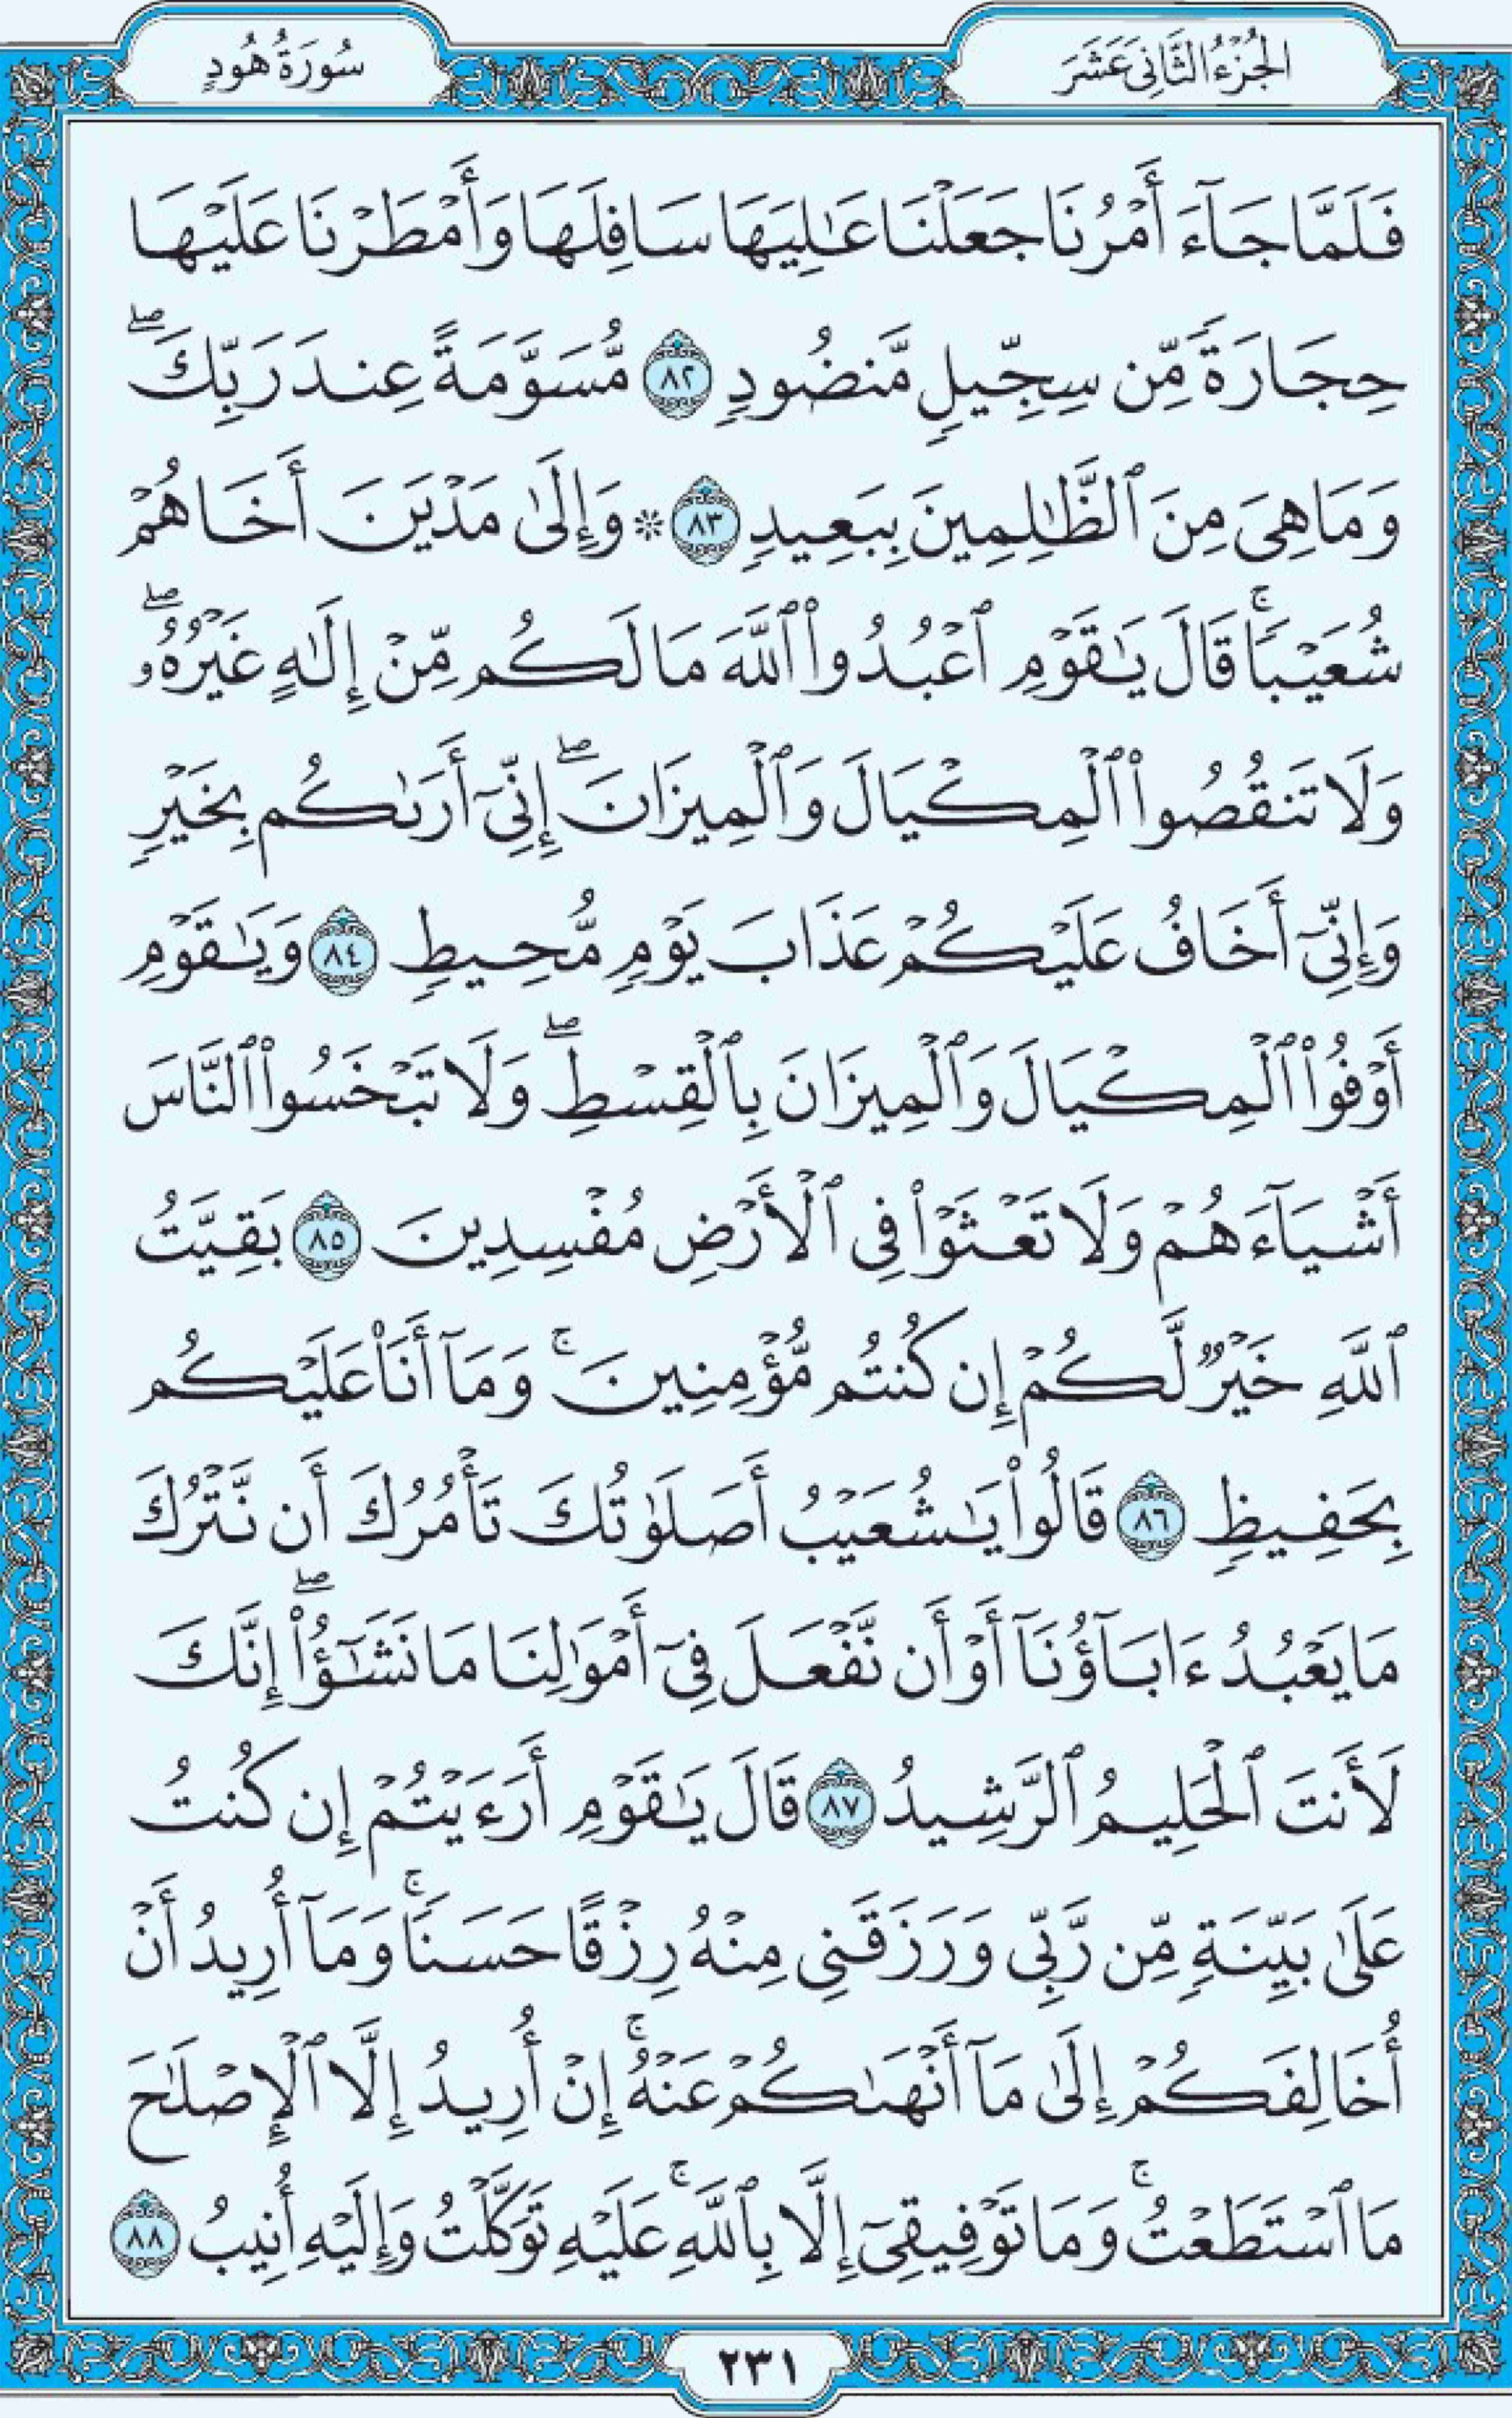 الجُزْءُ الثَّانِي عَشَرَ
سُورَةُ هُودٍ
فَلَمَّا جَآءَ أَمْرُنَا جَعَلْنَا عَٰلِيَهَا سَافِلَهَا وَأَمْطَرْنَا عَلَيْهَا
حِجَارَةً مِّن سِجِّيلٍ مَّنضُودٍ ٨٢ مُّسَوَّمَةً عِندَ رَبِّكَۖ
وَمَا هِيَ مِنَ ٱلظَّٰلِمِينَ بِبَعِيدٍ ٨٣ ۞ وَإِلَىٰ مَدْيَنَ أَخَاهُمْ
شُعَيْبًاۚ قَالَ يَٰقَوْمِ ٱعْبُدُوا۟ ٱللَّهَ مَا لَكُم مِّنْ إِلَٰهٍ غَيْرُهُۥۖ
وَلَا تَنقُصُوا۟ ٱلْمِكْيَالَ وَٱلْمِيزَانَۖ إِنِّيٓ أَرَىٰكُم بِخَيْرٍ
وَإِنِّيٓ أَخَافُ عَلَيْكُمْ عَذَابَ يَوْمٍ مُّحِيطٍ ٨٤ وَيَٰقَوْمِ
أَوْفُوا۟ ٱلْمِكْيَالَ وَٱلْمِيزَانَ بِٱلْقِسْطِۖ وَلَا تَبْخَسُوا۟ ٱلنَّاسَ
أَشْيَآءَهُمْ وَلَا تَعْثَوْا۟ فِي ٱلْأَرْضِ مُفْسِدِينَ ٨٥ بَقِيَّتُ
ٱللَّهِ خَيْرٌ لَّكُمْ إِن كُنتُم مُّؤْمِنِينَۚ وَمَآ أَنَا۠ عَلَيْكُم
بِحَفِيظٍ ٨٦ قَالُوا۟ يَٰشُعَيْبُ أَصَلَوٰتُكَ تَأْمُرُكَ أَن نَّتْرُكَ
مَا يَعْبُدُ ءَابَآؤُنَآ أَوْ أَن نَّفْعَلَ فِيٓ أَمْوَٰلِنَا مَا نَشَٰٓؤُا۟ۖ إِنَّكَ
لَأَنتَ ٱلْحَلِيمُ ٱلرَّشِيدُ ٨٧ قَالَ يَٰقَوْمِ أَرَءَيْتُمْ إِن كُنتُ
عَلَىٰ بَيِّنَةٍ مِّن رَّبِّي وَرَزَقَنِي مِنْهُ رِزْقًا حَسَنًاۚ وَمَآ أُرِيدُ أَنْ
أُخَالِفَكُمْ إِلَىٰ مَآ أَنْهَىٰكُمْ عَنْهُۚ إِنْ أُرِيدُ إِلَّا ٱلْإِصْلَٰحَ
مَا ٱسْتَطَعْتُۚ وَمَا تَوْفِيقِيٓ إِلَّا بِٱللَّهِۚ عَلَيْهِ تَوَكَّلْتُ وَإِلَيْهِ أُنِيبُ ٨٨
٢٣١